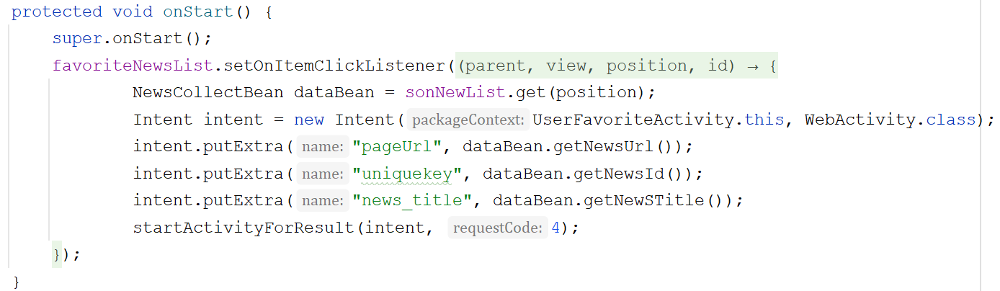 protected void onStart() {
super.onStart();
favoriteNewsList.setOnItemClickListener((parent, view, position, id) → {
NewsCollectBean dataBean = sonNewList.get(position);
Intent intent = new Intent( packageContext: UserFavoriteActivity.this, WebActivity.class);
intent.putExtra( name: "pageUrl", dataBean.getNewsUrl());
intent.putExtra( name: "uniquekey", dataBean.getNewsId());
intent.putExtra( name: "news_title", dataBean.getNewSTitle());
startActivityForResult(intent, requestCode: 4);
});
}